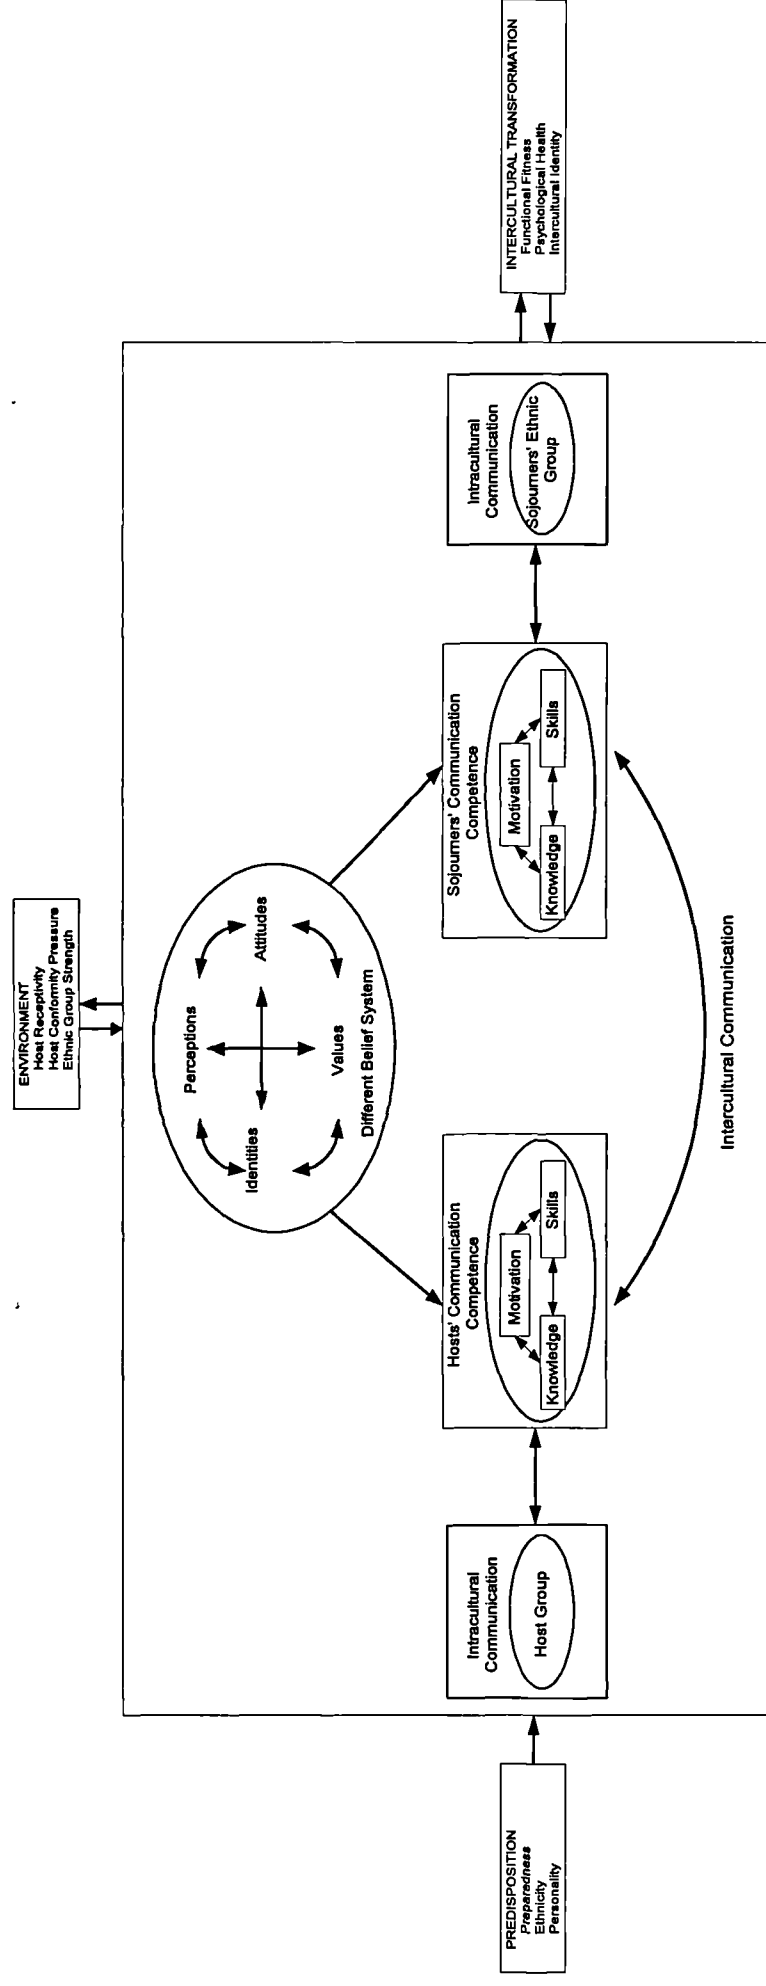 ENVIRONMENT
Host Receptivity
Host Conformity Pressure
Ethnic Group Strength
Perceptions
Identities
Attitudes
Values
Different Belief System
PREDISPOSITION
Preparedness
Ethnicity
Personality
Intracultural
Communication
Host Group
Hosts' Communication
Competence
Motivation
Knowledge
Skills
Sojourners' Communication
Competence
Motivation
Knowledge
Skills
Intracultural
Communication
Sojourners' Ethnic
Group
INTERCULTURAL TRANSFORMATION
Functional Fitness
Psychological Health
Intercultural Identity
Intercultural Communication